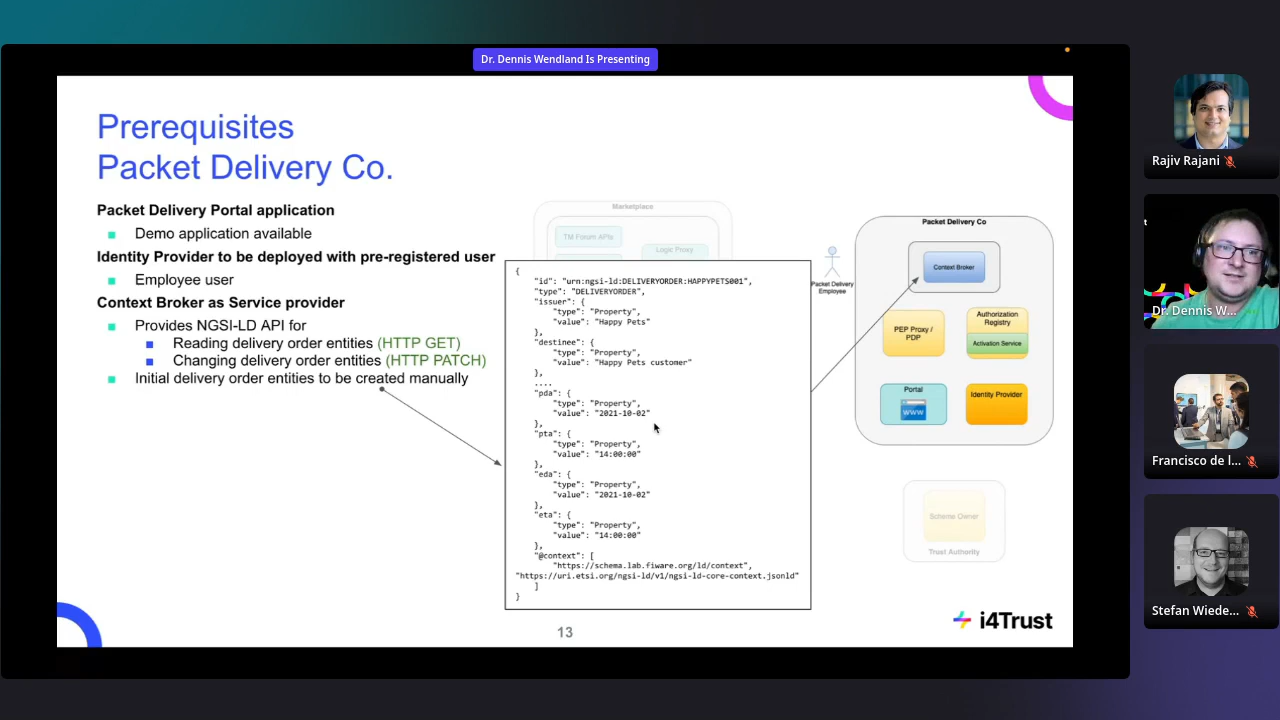 Dr. Dennis Wendland Is Presenting
Prerequisites
Packet Delivery Co.
Packet Delivery Portal application
Demo application available
Identity Provider to be deployed with pre-registered user
Employee user
Context Broker as Service provider
Provides NGSI-LD API for
Reading delivery order entities (HTTP GET)
Changing delivery order entities (HTTP PATCH)
Initial delivery order entities to be created manually
Marketplace
TM Forum APIs
Logic Proxy
{
"id": "urn:ngsi-ld:DELIVERYORDER:HAPPYPETS001",
"type": "DELIVERYORDER",
"issuer": {
"type": "Property",
"value": "Happy Pets"
},
"destinee": {
"type": "Property",
"value": "Happy Pets customer"
},
....
"pda": {
"type": "Property",
"value": "2021-10-02"
},
"pta": {
"type": "Property",
"value": "14:00:00"
},
"eda": {
"type": "Property",
"value": "2021-10-02"
},
"eta": {
"type": "Property",
"value": "14:00:00"
},
"@context": [
"https://schema.lab.fiware.org/ld/context",
"https://uri.etsi.org/ngsi-ld/v1/ngsi-ld-core-context.jsonld"
]
}
Packet Delivery
Employee
Packet Delivery Co
Context Broker
PEP Proxy /
PDP
Authorization
Registry
Activation Service
Portal
WWW
Identity Provider
Scheme Owner
Trust Authority
13
i4Trust
Rajiv Rajani
Dr. Dennis W...
Francisco de l...
Stefan Wiede...